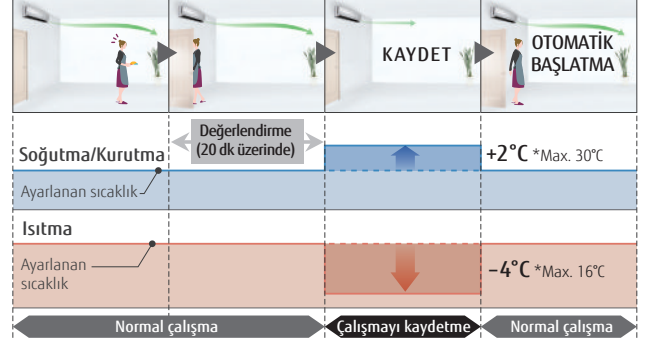 KAYDET
OTOMATİK
BAŞLATMA
Değerlendirme
(20 dk üzerinde)
Soğutma/Kurutma
+2°C *Max. 30°C
Ayarlanan sıcaklık
Isıtma
Ayarlanan
sıcaklık
–4°C *Max. 16°C
Normal çalışma
Çalışmayı kaydetme
Normal çalışma